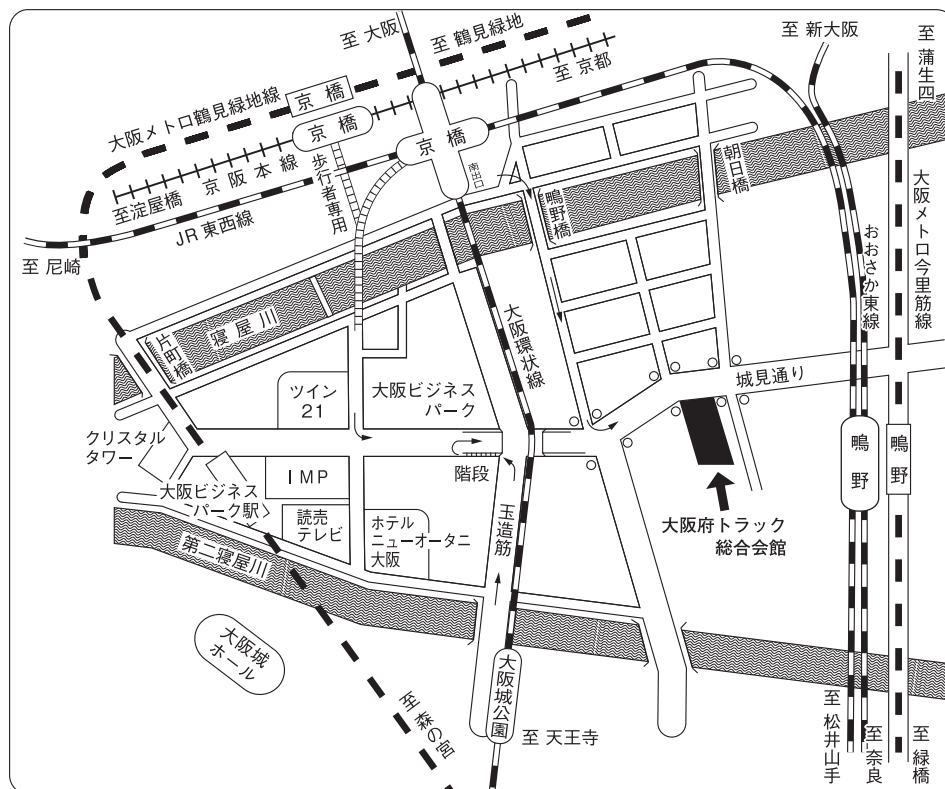 至 大阪
至 鶴見緑地
至 京都
至 新大阪
至 蒲生四
大阪メトロ鶴見緑地線
京橋
京橋
京橋
京阪本線
至淀屋橋
歩行者専用
JR東西線
至 尼崎
南出口
鴫野橋
朝日橋
おおさか東線
大阪メトロ今里筋線
大阪環状線
寝屋川
片町橋
ツイン
21
大阪ビジネス
パーク
城見通り
クリスタル
タワー
大阪ビジネス
パーク駅
IMP
階段
読売
テレビ
ホテル
ニューオータニ
大阪
玉造筋
大阪府トラック
総合会館
鴫野
鴫野
第二寝屋川
大阪城
ホール
大阪城公園
至 森の宮
至 天王寺
至 松井山手
至 奈良
至 緑橋